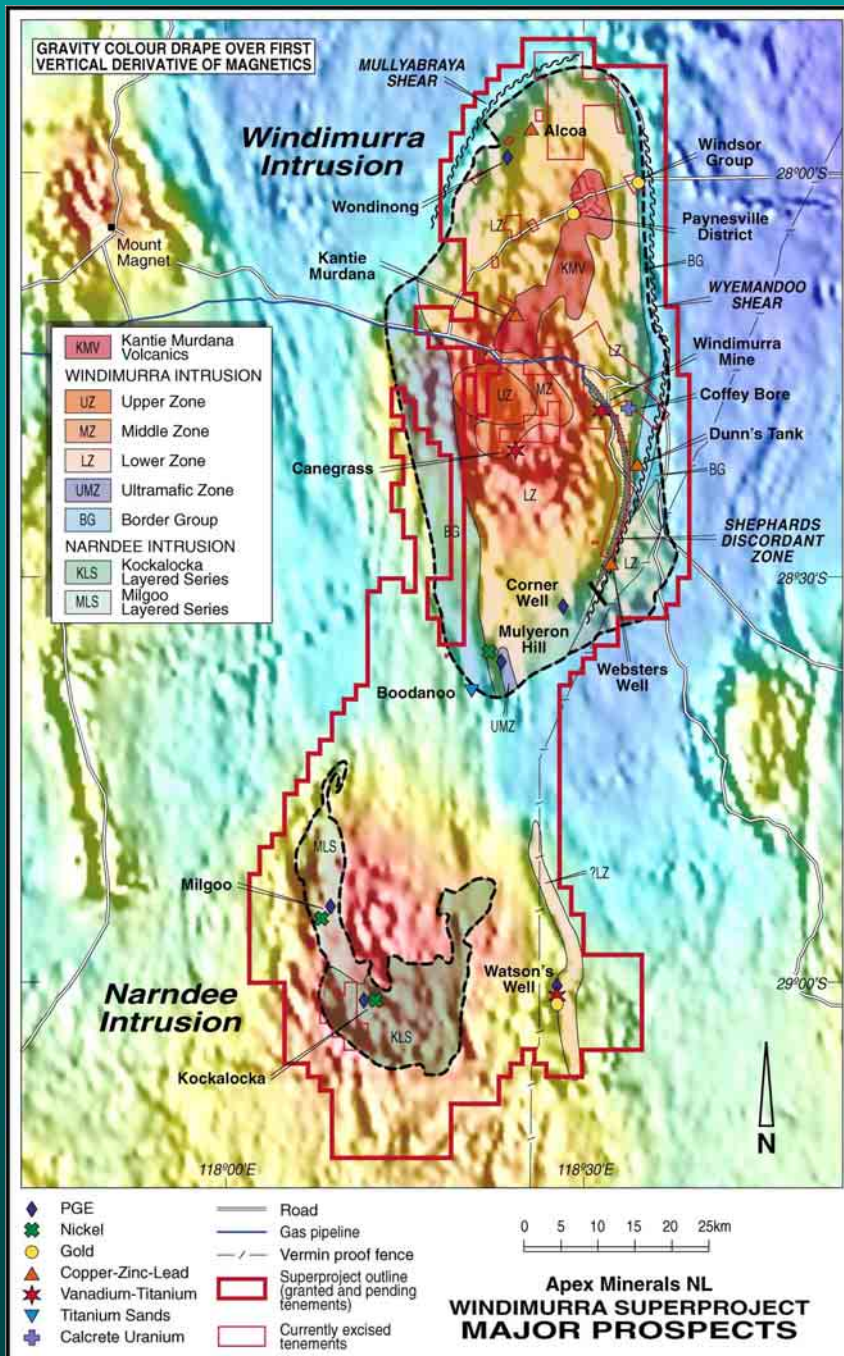 GRAVITY COLOUR DRAPE OVER FIRST
VERTICAL DERIVATIVE OF MAGNETICS
MULLYABRAYA
SHEAR
Windimurra
Intrusion
Alcoa
Windsor
Group
28°00'S
Wondinong
Paynesville
District
LZ
Mount
Magnet
Kantie
Murdana
KMV
BG
WYEMANDOO
SHEAR
LZ
Windimurra
Mine
KMV
Kantie Murdana
Volcanics
WINDIMURRA INTRUSION
UZ
Upper Zone
MZ
Middle Zone
LZ
Lower Zone
UMZ
Ultramafic Zone
BG
Border Group
NARNDEE INTRUSION
KLS
Kockalocka
Layered Series
MLS
Milgoo
Layered Series
UZ
MZ
Coffey Bore
Dunn's Tank
Canegrass
BG
LZ
SHEPHARDS
DISCORDANT
ZONE
BG
LZ
28°30'S
Corner
Well
Mulyeron
Hill
Websters
Well
Boodanoo
UMZ
MLS
?LZ
Milgoo
Watson's
Well
29°00'S
Narndee
Intrusion
KLS
Kockalocka
N
118°00'E
118°30'E
PGE
Nickel
Gold
Copper-Zinc-Lead
Vanadium-Titanium
Titanium Sands
Calcrete Uranium
Road
Gas pipeline
Vermin proof fence
Superproject outline
(granted and pending
tenements)
Currently excised
tenements
0 5 10 15 20 25km
Apex Minerals NL
WINDIMURRA SUPERPROJECT
MAJOR PROSPECTS